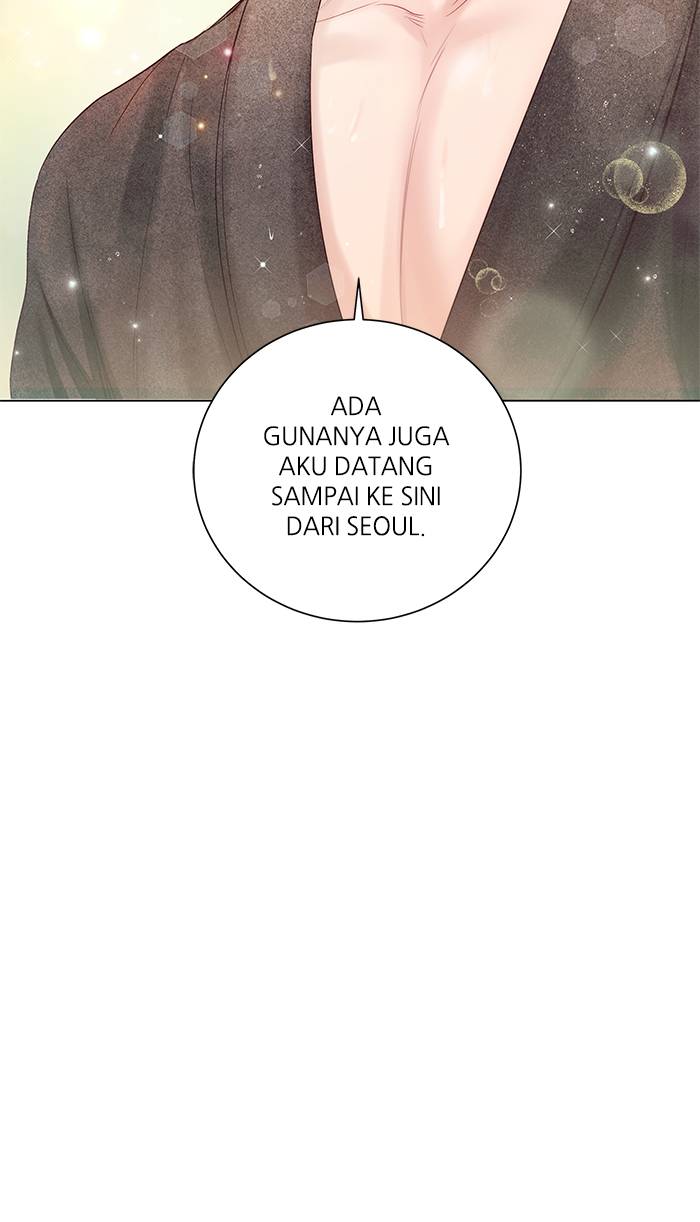 ADA
GUNANYA JUGA
AKU DATANG
SAMPAI KE SINI
DARI SEOUL.